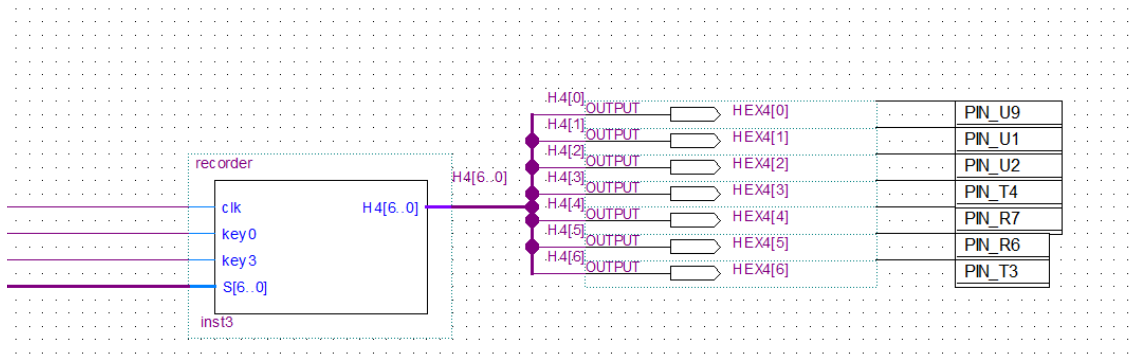 recorder
clk
key0
key3
S[6..0]
H4[6..0]
inst3
H4[6..0]
H4[0]
OUTPUT
HEX4[0]
PIN_U9
H4[1]
OUTPUT
HEX4[1]
PIN_U1
H4[2]
OUTPUT
HEX4[2]
PIN_U2
H4[3]
OUTPUT
HEX4[3]
PIN_T4
H4[4]
OUTPUT
HEX4[4]
PIN_R7
H4[5]
OUTPUT
HEX4[5]
PIN_R6
H4[6]
OUTPUT
HEX4[6]
PIN_T3